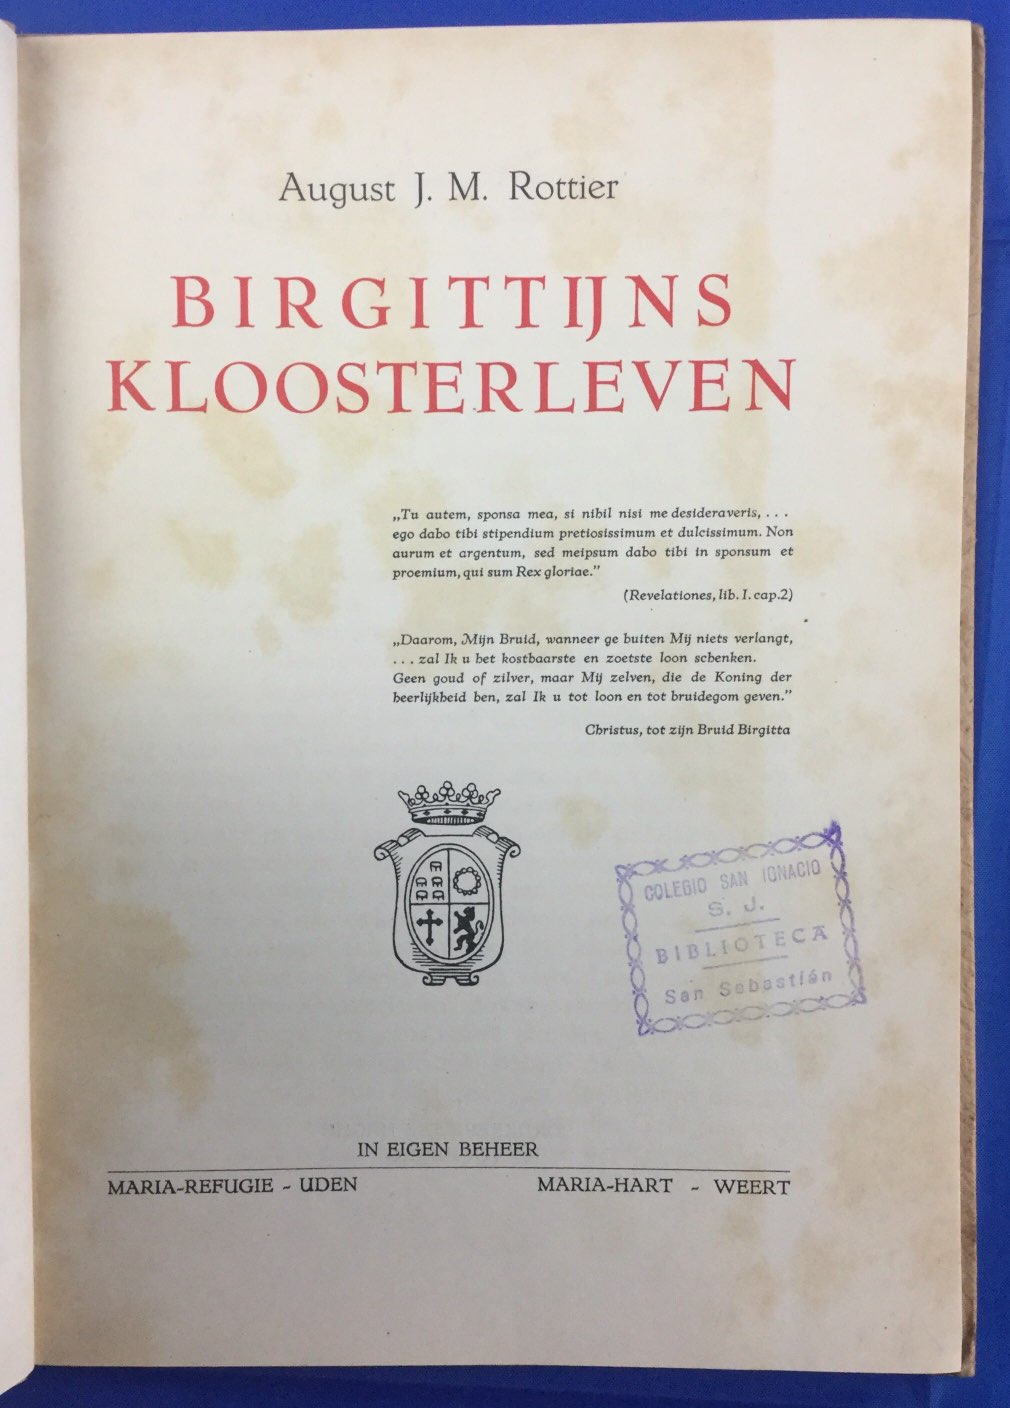 August J. M. Rottier
BIRGITTIJNS
KLOOSTERLEVEN
„Tu autem, sponsa mea, si nihil nisi me desideraveris, . . .
ego dabo tibi stipendium pretiosissimum et dulcissimum. Non
aurum et argentum, sed meipsum dabo tibi in sponsum et
proemium, qui sum Rex gloriae.”
(Revelationes, lib. I. cap.2)
„Daarom, Mijn Bruid, wanneer ge buiten Mij niets verlangt,
. . . zal Ik u het kostbaarste en zoetste loon schenken.
Geen goud of zilver, maar Mij zelven, die de Koning der
heerlijkheid ben, zal Ik u tot loon en tot bruidegom geven.”
Christus, tot zijn Bruid Birgitta
COLEGIO SAN IGNACIO
S. J.
BIBLIOTECA
San Sebastián
IN EIGEN BEHEER
MARIA-REFUGIE - UDEN
MARIA-HART - WEERT